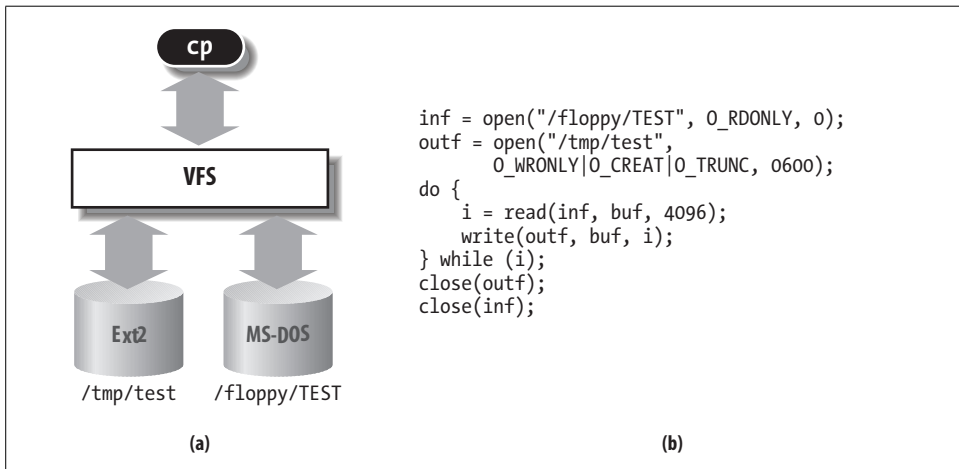 cp
VFS
Ext2
MS-DOS
/tmp/test
/floppy/TEST
(a)
inf = open("/floppy/TEST", O_RDONLY, 0);
outf = open("/tmp/test",
        O_WRONLY|O_CREAT|O_TRUNC, 0600);
do {
    i = read(inf, buf, 4096);
    write(outf, buf, i);
} while (i);
close(outf);
close(inf);
(b)